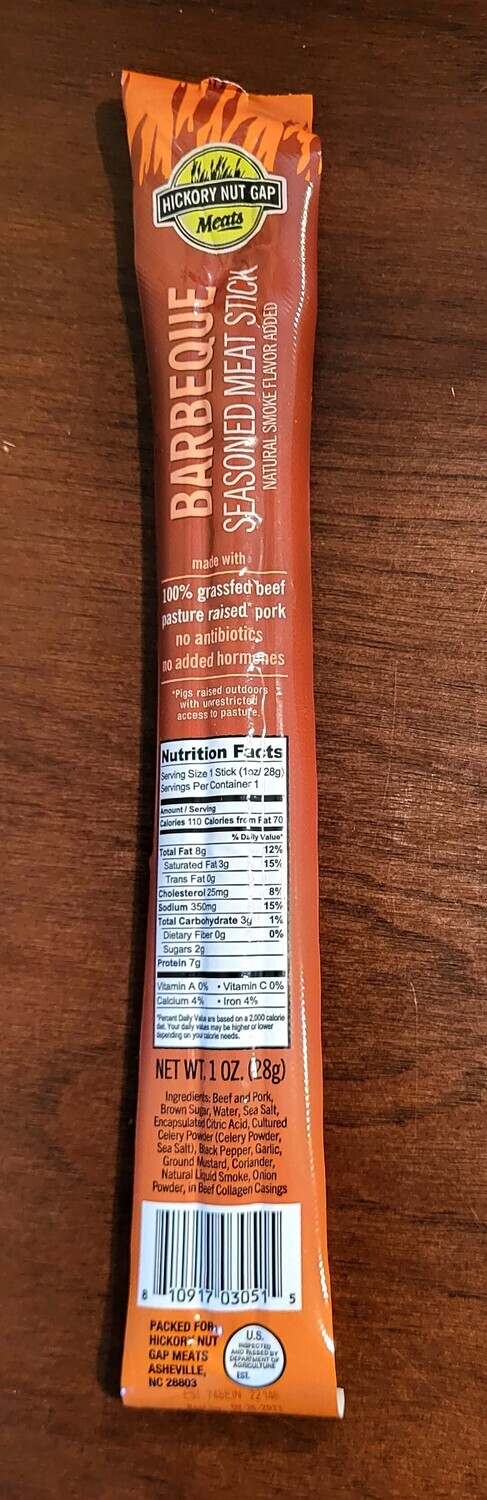 HICKORY NUT GAP
Meats
BARBEQUE
SEASONED MEAT STICK
NATURAL SMOKE FLAVOR ADDED
made with
100% grassfed beef
pasture raised* pork
no antibiotics
no added hormones
*Pigs raised outdoors
with unrestricted
access to pasture.
Nutrition Facts
Serving Size 1 Stick (1oz/ 28g)
Servings Per Container 1
Amount / Serving
Calories 110 Calories from Fat 70
% Daily Value*
Total Fat 8g 12%
Saturated Fat 3g 15%
Trans Fat 0g
Cholesterol 25mg 8%
Sodium 350mg 15%
Total Carbohydrate 3g 1%
Dietary Fiber 0g 0%
Sugars 2g
Protein 7g
Vitamin A 0% • Vitamin C 0%
Calcium 4% • Iron 4%
*Percent Daily Value are based on a 2,000 calorie
diet. Your daily values may be higher or lower
depending on you calorie needs.
NET WT. 1 OZ. (28g)
Ingredients: Beef and Pork,
Brown Sugar, Water, Sea Salt,
Encapsulated Citric Acid, Cultured
Celery Powder (Celery Powder,
Sea Salt), Black Pepper, Garlic,
Ground Mustard, Coriander,
Natural Liquid Smoke, Onion
Powder, in Beef Collagen Casings
8 10917 03051 5
PACKED FOR:
HICKORY NUT
GAP MEATS
ASHEVILLE,
NC 28803
U.S.
INSPECTED
AND PASSED BY
DEPARTMENT OF
AGRICULTURE
EST.